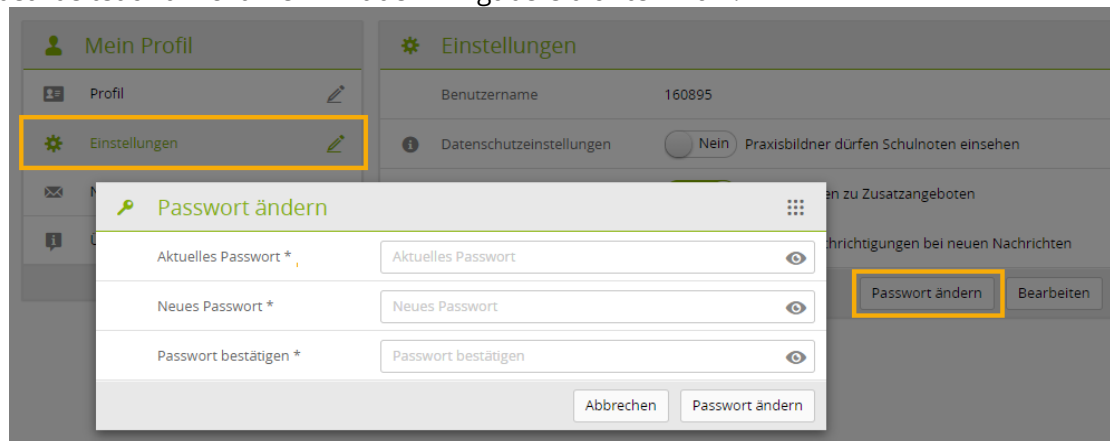 Mein Profil
Einstellungen
Profil
Benutzername 160895
Einstellungen
Datenschutzeinstellungen Nein Praxisbildner dürfen Schulnoten einsehen
en zu Zusatzangeboten
Passwort ändern
hrichtigungen bei neuen Nachrichten
Aktuelles Passwort * Aktuelles Passwort
Passwort ändern Bearbeiten
Neues Passwort * Neues Passwort
Passwort bestätigen * Passwort bestätigen
Abbrechen Passwort ändern